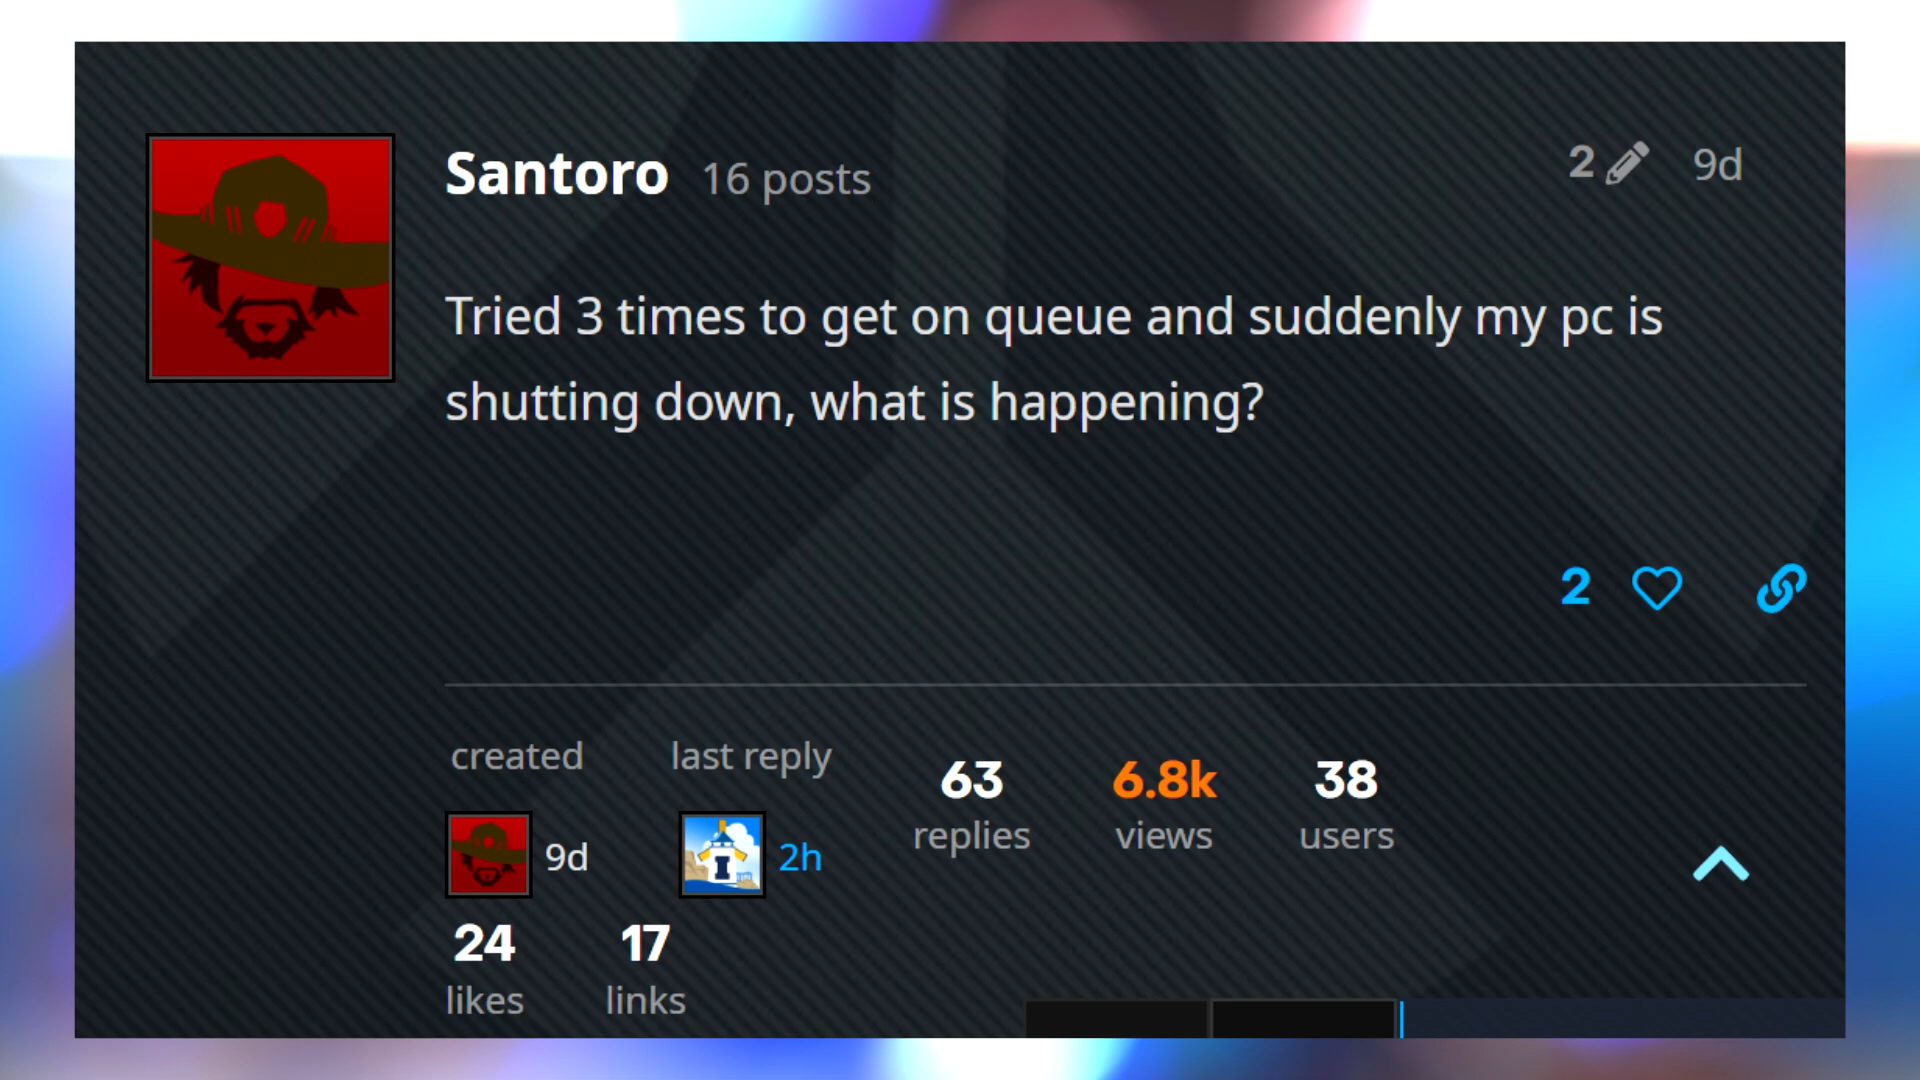 Santoro 16 posts 2 9d
Tried 3 times to get on queue and suddenly my pc is
shutting down, what is happening?
2
created last reply 63 6.8k 38
replies views users
9d 2h
24 17
likes links